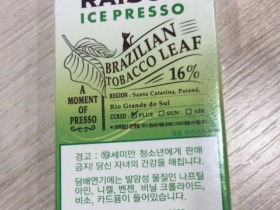 ICE PRESSO
BRAZILIAN
TOBACCO LEAF
16%
A
MOMENT
OF
PRESSO
REGION : Santa Catarina, Paraná,
Rio Grande do Sul
CURED : FLUE SUN AIR
경고 : ⑲세미만 청소년에게 판매
금지! 당신 자녀의 건강을 해칩니다.
담배연기에는 발암성 물질인 나프틸
아민, 니켈, 벤젠, 비닐 크롤라이드,
비소, 카드뮴이 들어있습니다.